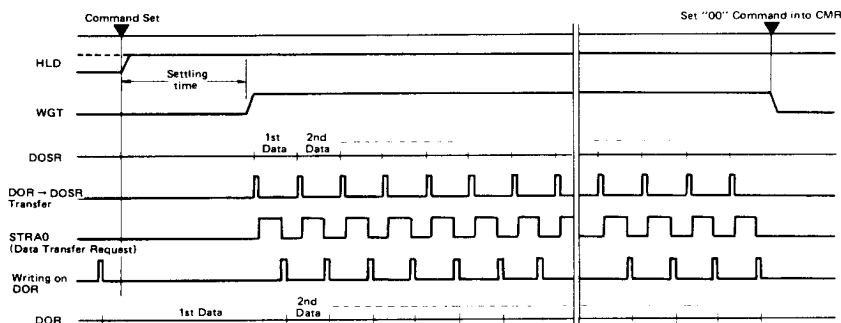 Command Set
Set "00" Command into CMR
HLD
Settling
time
WGT
1st
Data
2nd
Data
DOSR
DOR → DOSR
Transfer
STRA0
(Data Transfer Request)
Writing on
DOR
1st Data
2nd
Data
DOR